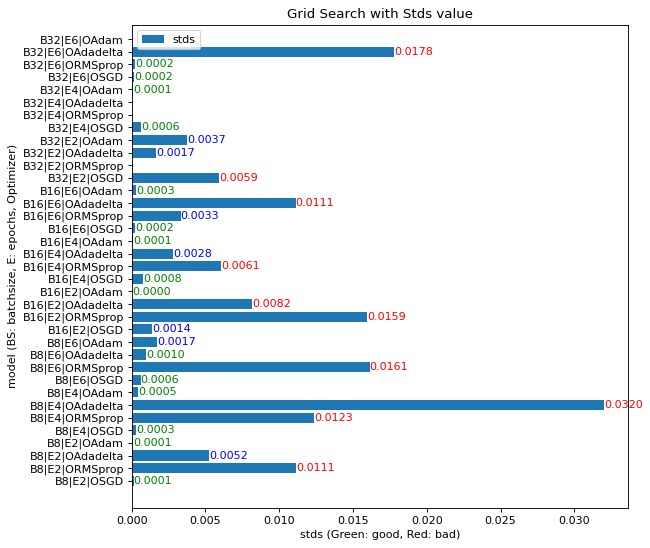 Grid Search with Stds value
stds
B32|E6|OAdam
B32|E6|OAdadelta 0.0178
B32|E6|ORMSprop 0.0002
B32|E6|OSGD 0.0002
B32|E4|OAdam 0.0001
B32|E4|OAdadelta
B32|E4|ORMSprop
B32|E4|OSGD 0.0006
B32|E2|OAdam 0.0037
B32|E2|OAdadelta 0.0017
B32|E2|ORMSprop
B32|E2|OSGD 0.0059
B16|E6|OAdam 0.0003
B16|E6|OAdadelta 0.0111
B16|E6|ORMSprop 0.0033
B16|E6|OSGD 0.0002
B16|E4|OAdam 0.0001
B16|E4|OAdadelta 0.0028
B16|E4|ORMSprop 0.0061
B16|E4|OSGD 0.0008
B16|E2|OAdam 0.0000
B16|E2|OAdadelta 0.0082
B16|E2|ORMSprop 0.0159
B16|E2|OSGD 0.0014
B8|E6|OAdam 0.0017
B8|E6|OAdadelta 0.0010
B8|E6|ORMSprop 0.0161
B8|E6|OSGD 0.0006
B8|E4|OAdam 0.0005
B8|E4|OAdadelta 0.0320
B8|E4|ORMSprop 0.0123
B8|E4|OSGD 0.0003
B8|E2|OAdam 0.0001
B8|E2|OAdadelta 0.0052
B8|E2|ORMSprop 0.0111
B8|E2|OSGD 0.0001
model (BS: batchsize, E: epochs, Optimizer)
0.000 0.005 0.010 0.015 0.020 0.025 0.030
stds (Green: good, Red: bad)